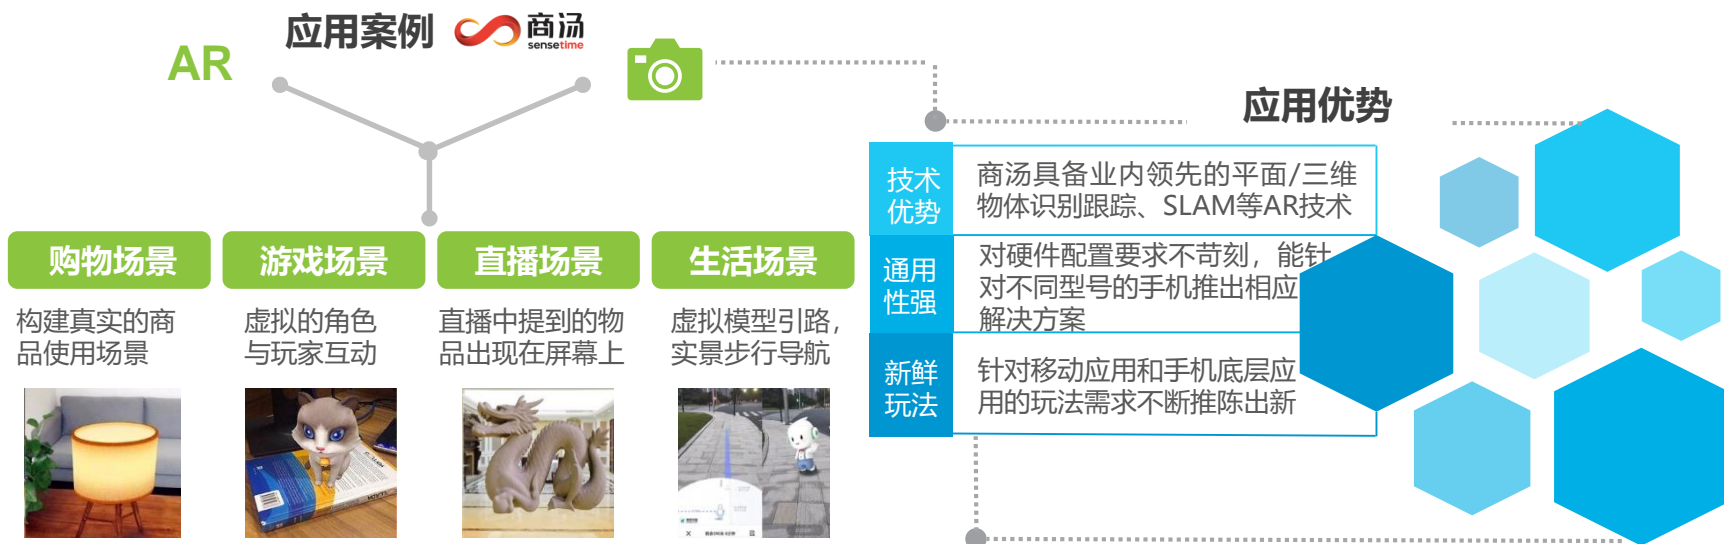 应用案例
商汤
sensetime
AR
购物场景
构建真实的商
品使用场景
游戏场景
虚拟的角色
与玩家互动
直播场景
直播中提到的物
品出现在屏幕上
生活场景
虚拟模型引路，
实景步行导航
应用优势
技术
优势
商汤具备业内领先的平面/三维
物体识别跟踪、SLAM等AR技术
通用
性强
对硬件配置要求不苛刻，能针
对不同型号的手机推出相应
解决方案
新鲜
玩法
针对移动应用和手机底层应
用的玩法需求不断推陈出新